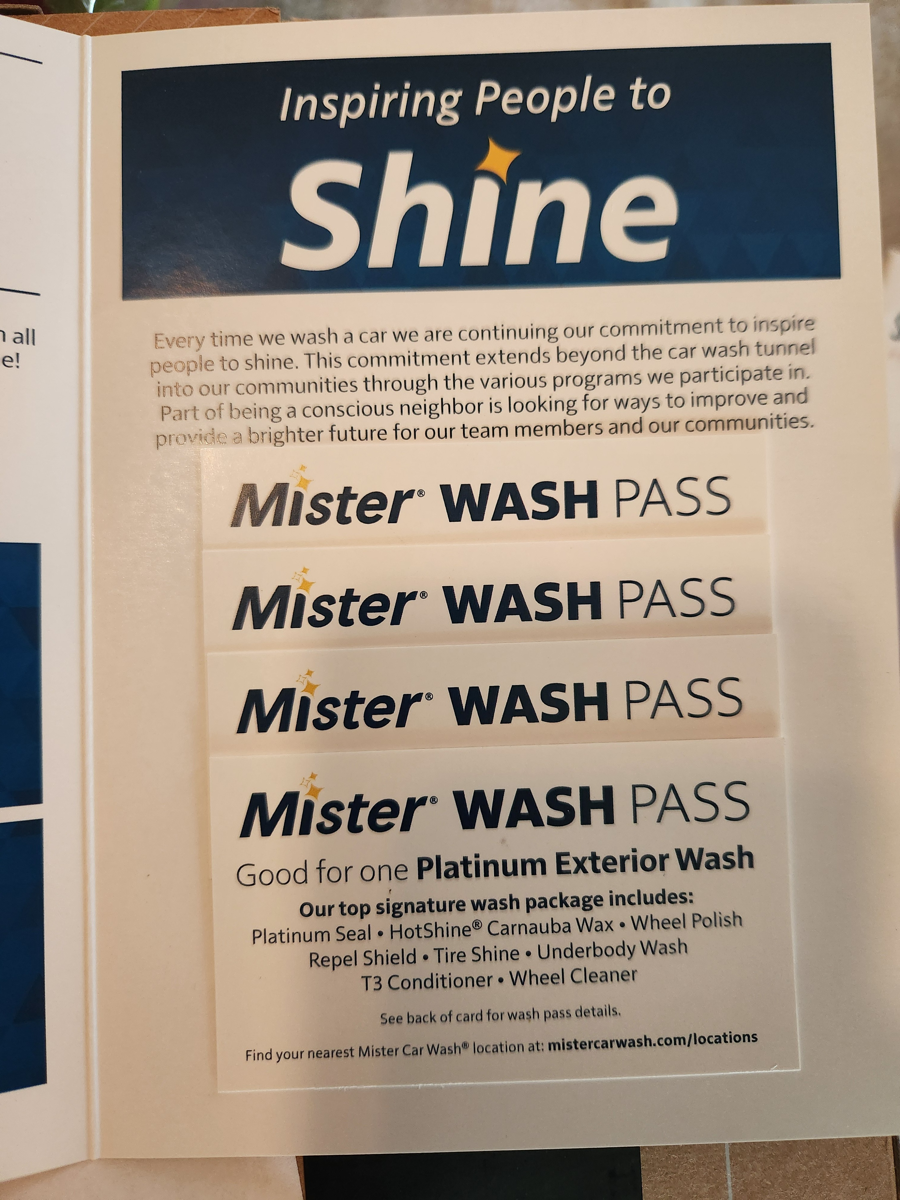 n all
e!
Inspiring People to
Shine
Every time we wash a car we are continuing our commitment to inspire
people to shine. This commitment extends beyond the car wash tunnel
into our communities through the various programs we participate in.
Part of being a conscious neighbor is looking for ways to improve and
provide a brighter future for our team members and our communities.
Mister® WASH PASS
Mister® WASH PASS
Mister® WASH PASS
Mister® WASH PASS
Good for one Platinum Exterior Wash
Our top signature wash package includes:
Platinum Seal • HotShine® Carnauba Wax • Wheel Polish
Repel Shield • Tire Shine • Underbody Wash
T3 Conditioner • Wheel Cleaner
See back of card for wash pass details.
Find your nearest Mister Car Wash® location at: mistercarwash.com/locations